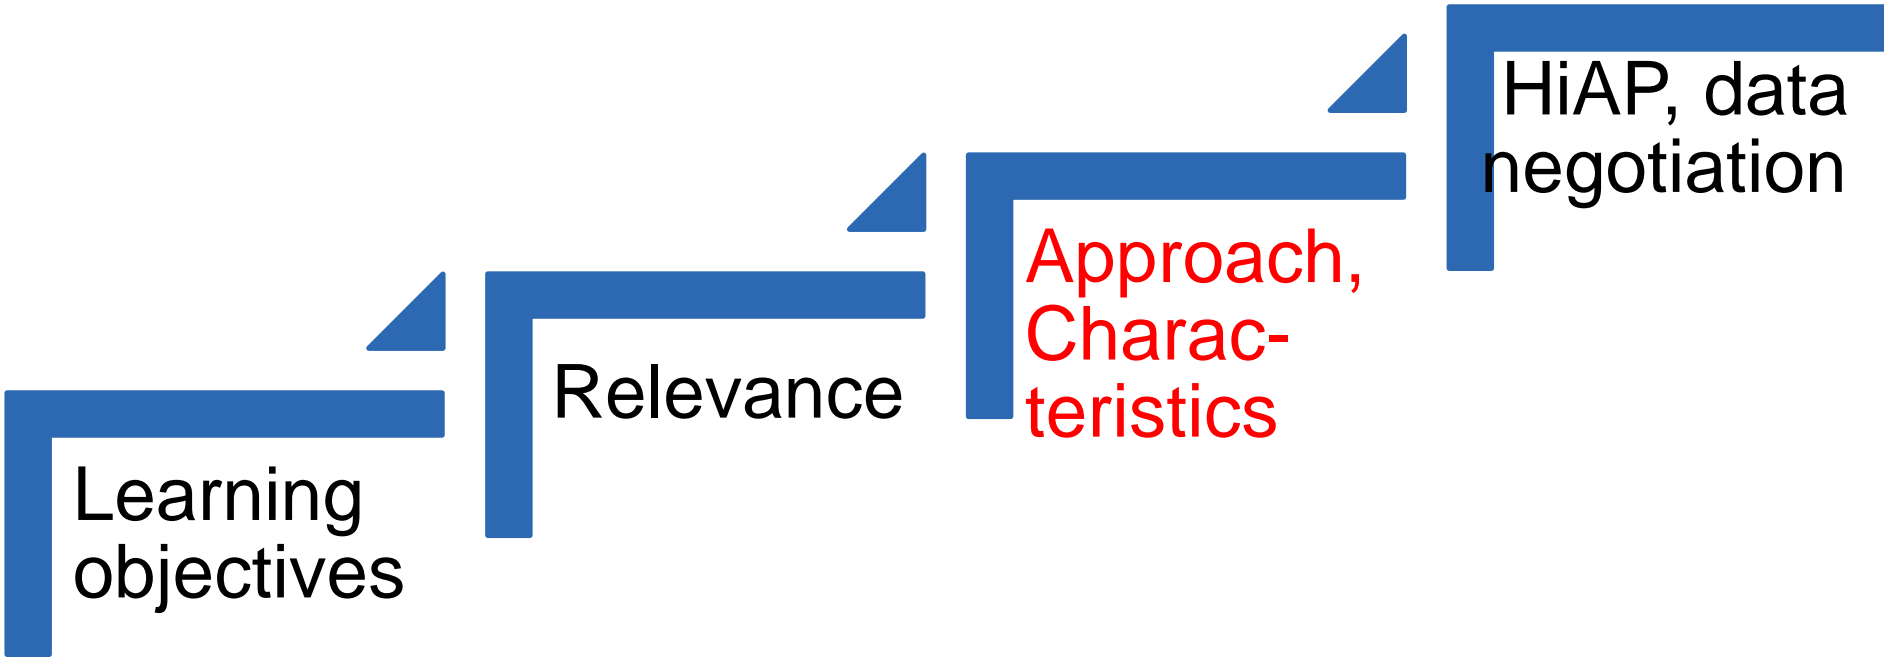 Learning
objectives
Relevance
Approach,
Charac-
teristics
HiAP, data
negotiation